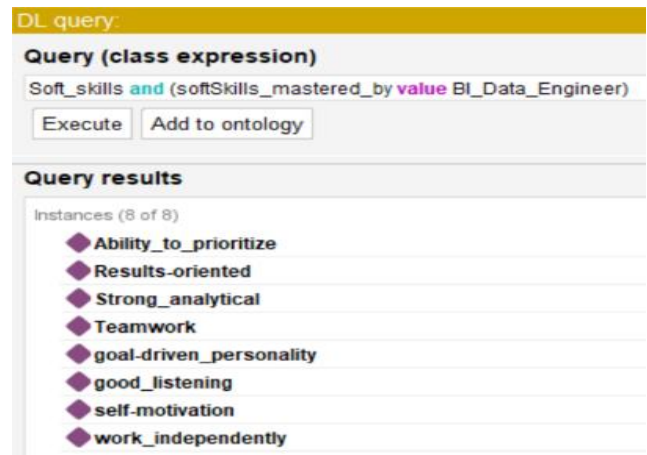 DL query:
Query (class expression)
Soft_skills and (softSkills_mastered_by value BI_Data_Engineer)
Execute Add to ontology
Query results
Instances (8 of 8)
Ability_to_prioritize
Results-oriented
Strong_analytical
Teamwork
goal-driven_personality
good_listening
self-motivation
work_independently